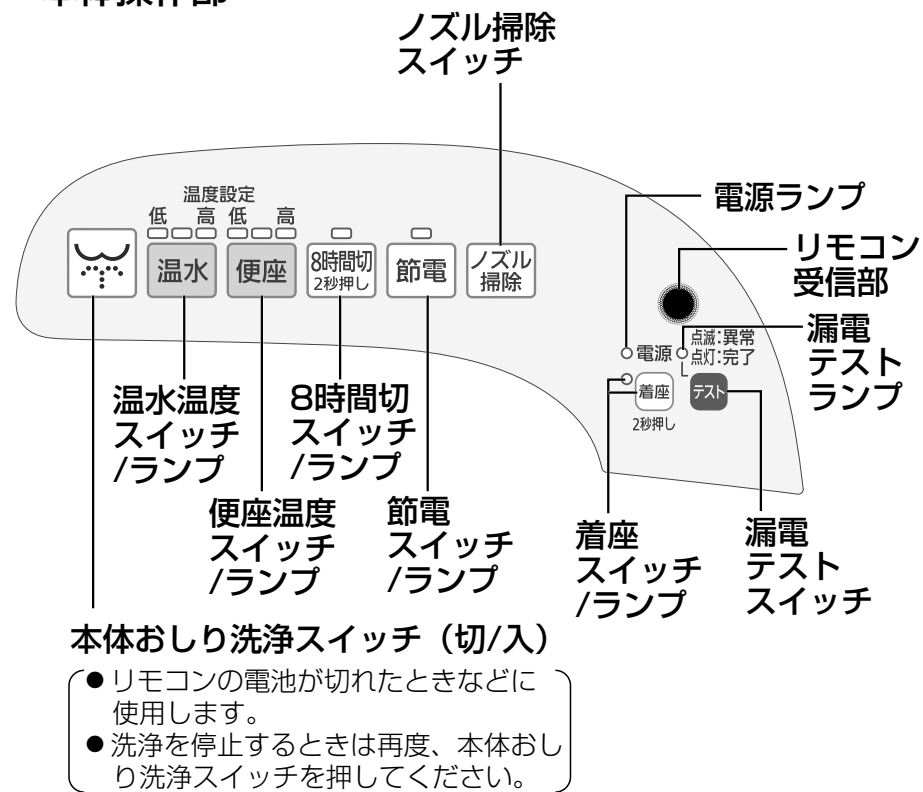 ノズル掃除
スイッチ
温度設定
低 高 低 高
温水
便座
8時間切
2秒押し
節電
ノズル
掃除
電源ランプ
リモコン
受信部
点滅:異常
点灯:完了
電源
着座
2秒押し
テスト
漏電
テスト
ランプ
温水温度
スイッチ
/ランプ
8時間切
スイッチ
/ランプ
便座温度
スイッチ
/ランプ
節電
スイッチ
/ランプ
着座
スイッチ
/ランプ
漏電
テスト
スイッチ
本体おしり洗浄スイッチ（切/入）
●リモコンの電池が切れたときなどに
使用します。
●洗浄を停止するときは再度、本体おし
り洗浄スイッチを押してください。